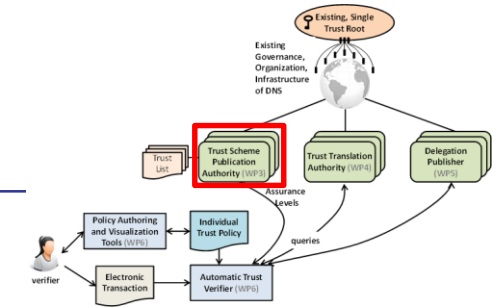 Existing, Single
Trust Root
Existing
Governance,
Organization,
Infrastructure
of DNS
Trust
List
Trust Scheme
Publication
Authority (WP3)
Trust Translation
Authority (WP4)
Delegation
Publisher
(WP5)
Assurance
Levels
Policy Authoring
and Visualization
Tools (WP6)
Individual
Trust Policy
queries
verifier
Electronic
Transaction
Automatic Trust
Verifier (WP6)